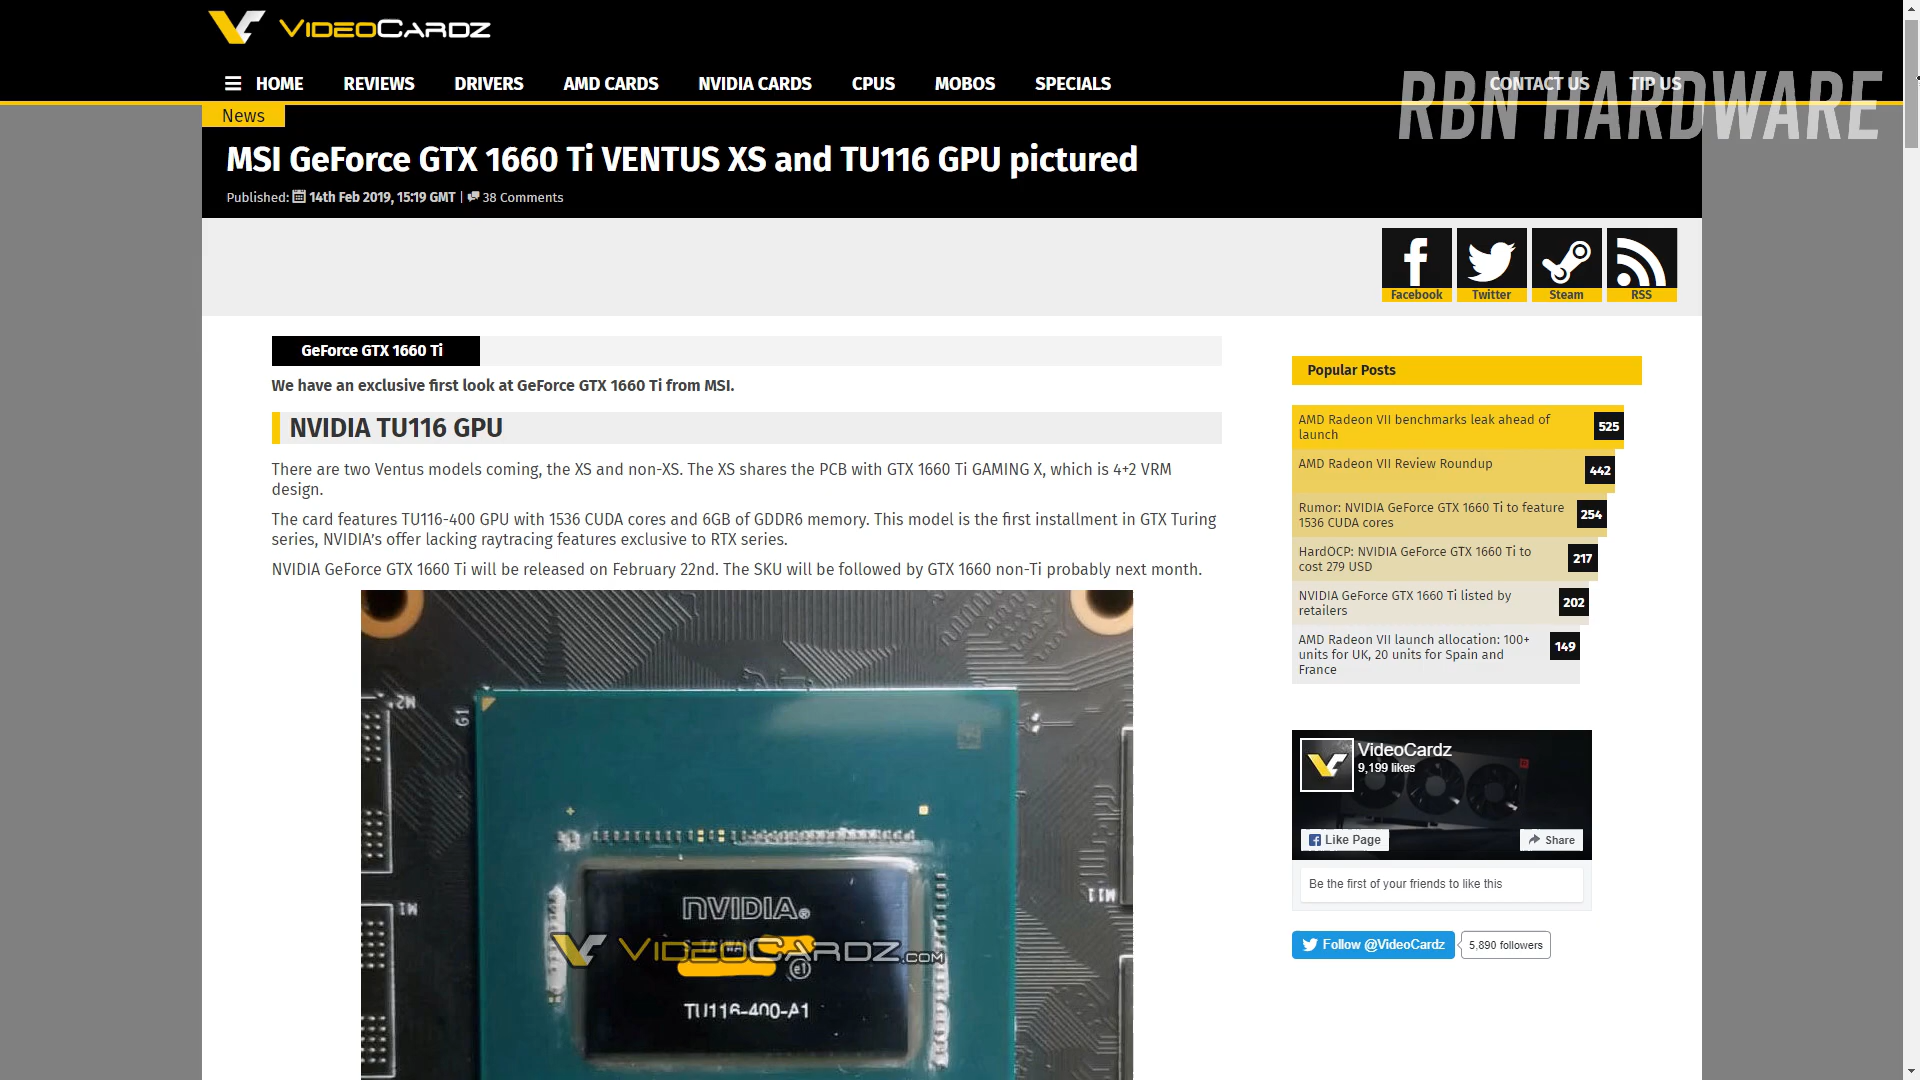 VIDEOCARDZ
HOME REVIEWS DRIVERS AMD CARDS NVIDIA CARDS CPUS MOBOS SPECIALS CONTACT US TIP US
RBN HARDWARE
News
MSI GeForce GTX 1660 Ti VENTUS XS and TU116 GPU pictured
Published: 14th Feb 2019, 15:19 GMT | 38 Comments
Facebook Twitter Steam RSS
GeForce GTX 1660 Ti
We have an exclusive first look at GeForce GTX 1660 Ti from MSI.
NVIDIA TU116 GPU
There are two Ventus models coming, the XS and non-XS. The XS shares the PCB with GTX 1660 Ti GAMING X, which is 4+2 VRM
design.
The card features TU116-400 GPU with 1536 CUDA cores and 6GB of GDDR6 memory. This model is the first installment in GTX Turing
series, NVIDIA’s offer lacking raytracing features exclusive to RTX series.
NVIDIA GeForce GTX 1660 Ti will be released on February 22nd. The SKU will be followed by GTX 1660 non-Ti probably next month.
M2
G1
M1
M11
NVIDIA®
S TAIWAN
VIDEOCARDZ.COM
e1
TU116-400-A1
Popular Posts
AMD Radeon VII benchmarks leak ahead of
launch
525
AMD Radeon VII Review Roundup
442
Rumor: NVIDIA GeForce GTX 1660 Ti to feature
1536 CUDA cores
254
HardOCP: NVIDIA GeForce GTX 1660 Ti to
cost 279 USD
217
NVIDIA GeForce GTX 1660 Ti listed by
retailers
202
AMD Radeon VII launch allocation: 100+
units for UK, 20 units for Spain and
France
149
VideoCardz
9,199 likes
Like Page Share
Be the first of your friends to like this
Follow @VideoCardz 5,890 followers